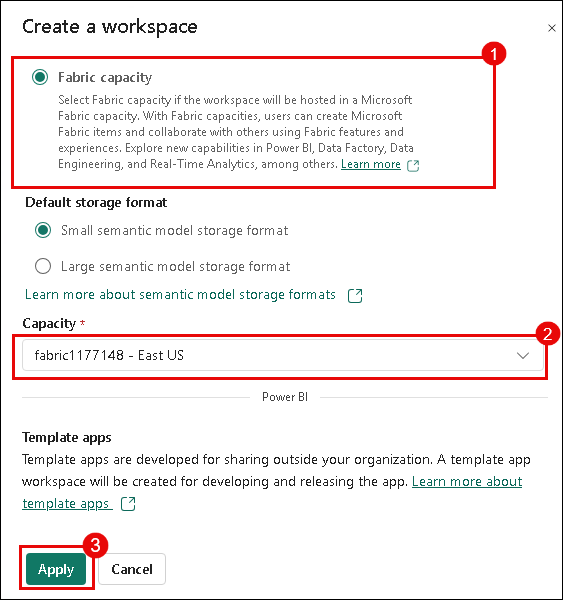 Create a workspace
1
Fabric capacity
Select Fabric capacity if the workspace will be hosted in a Microsoft
Fabric capacity. With Fabric capacities, users can create Microsoft
Fabric items and collaborate with others using Fabric features and
experiences. Explore new capabilities in Power BI, Data Factory, Data
Engineering, and Real-Time Analytics, among others. Learn more
Default storage format
Small semantic model storage format
Large semantic model storage format
Learn more about semantic model storage formats
Capacity *
2
fabric1177148 - East US
Power BI
Template apps
Template apps are developed for sharing outside your organization. A template app
workspace will be created for developing and releasing the app. Learn more about
template apps
3
Apply Cancel